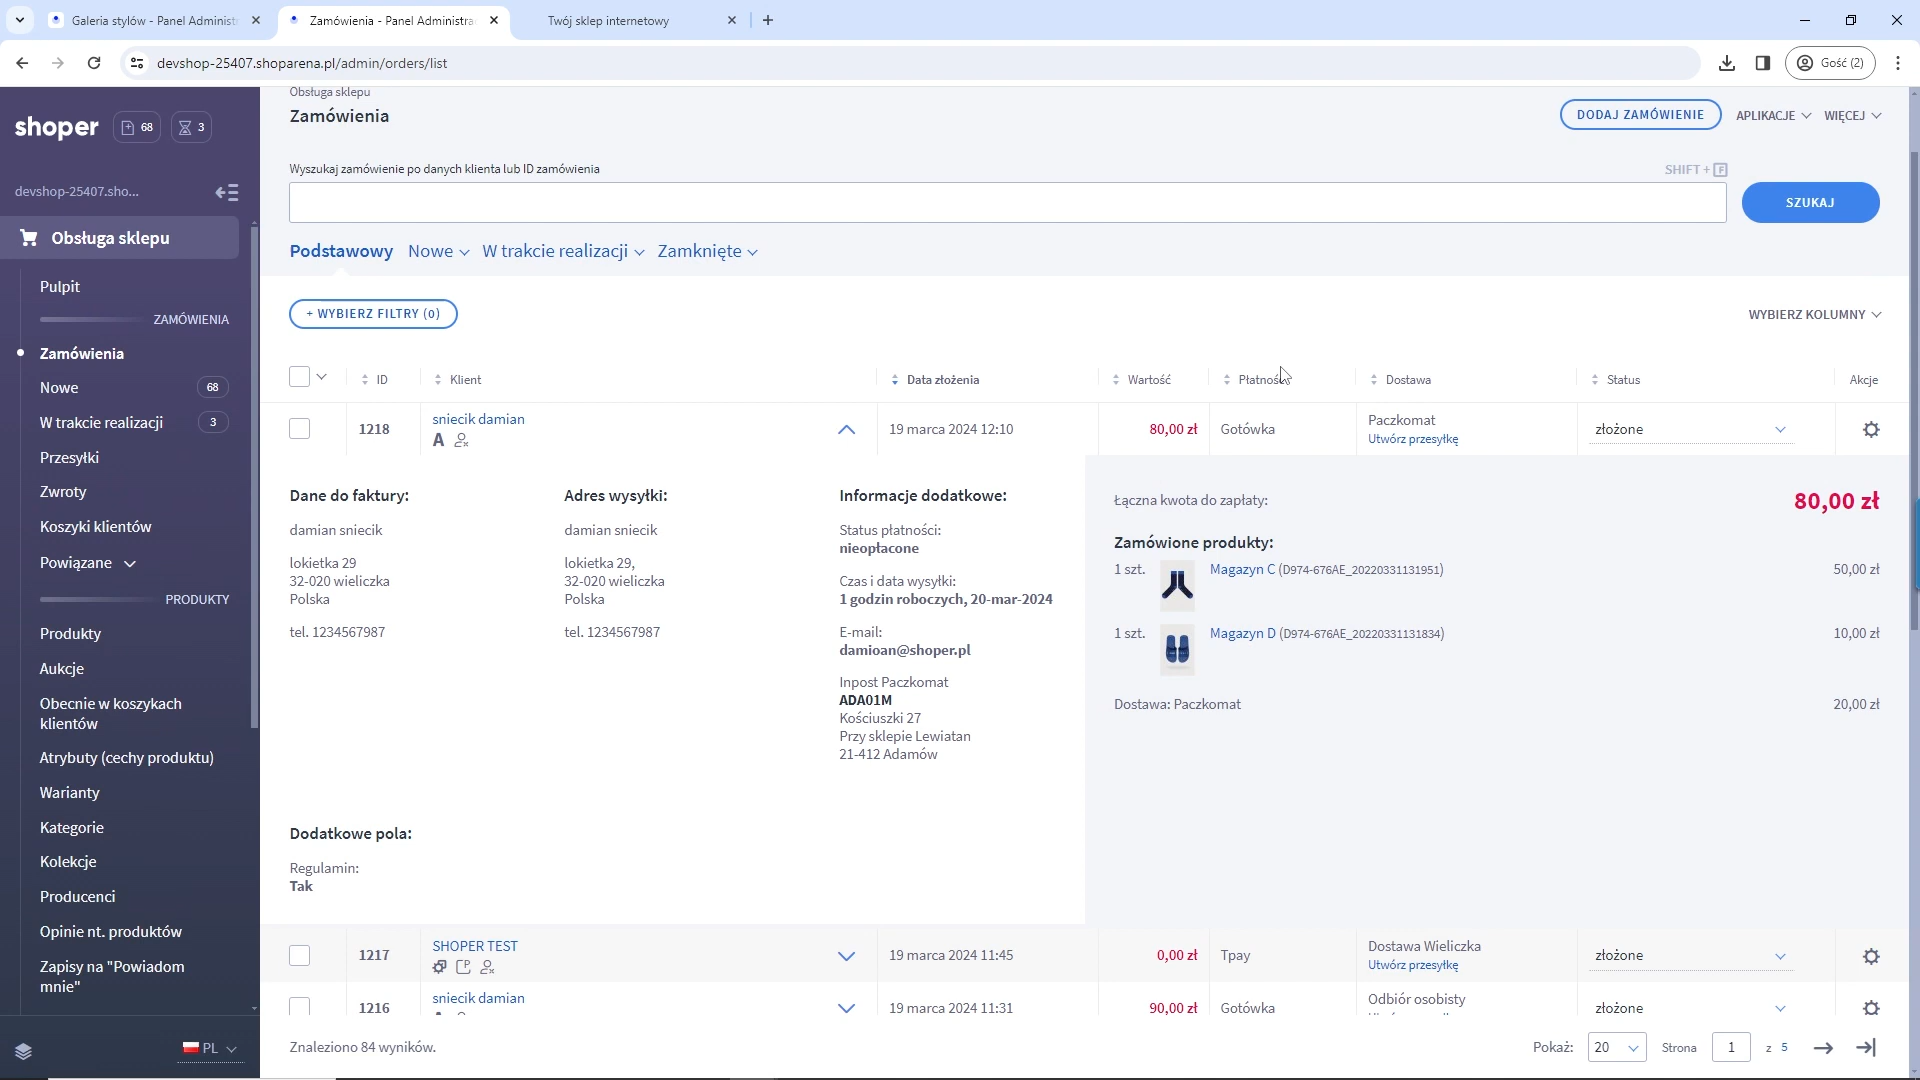 Galeria stylów - Panel Administr
Zamówienia - Panel Administra
Twój sklep internetowy
devshop-25407.shoparena.pl/admin/orders/list
Gość (2)
shoper
68
3
devshop-25407.sho...
Obsługa sklepu
Pulpit
ZAMÓWIENIA
Zamówienia
Nowe
68
W trakcie realizacji
3
Przesyłki
Zwroty
Koszyki klientów
Powiązane
PRODUKTY
Produkty
Aukcje
Obecnie w koszykach
klientów
Atrybuty (cechy produktu)
Warianty
Kategorie
Kolekcje
Producenci
Opinie nt. produktów
Zapisy na "Powiadom
mnie"
PL
Obsługa sklepu
Zamówienia
DODAJ ZAMÓWIENIE
APLIKACJE
WIĘCEJ
Wyszukaj zamówienie po danych klienta lub ID zamówienia
SHIFT + F
SZUKAJ
Podstawowy
Nowe
W trakcie realizacji
Zamknięte
+ WYBIERZ FILTRY (0)
WYBIERZ KOLUMNY
ID
Klient
Data złożenia
Wartość
Płatność
Dostawa
Status
Akcje
1218
sniecik damian
A
19 marca 2024 12:10
80,00 zł
Gotówka
Paczkomat
Utwórz przesyłkę
złożone
Dane do faktury:
damian sniecik
lokietka 29
32-020 wieliczka
Polska
tel. 1234567987
Adres wysyłki:
damian sniecik
lokietka 29,
32-020 wieliczka
Polska
tel. 1234567987
Informacje dodatkowe:
Status płatności:
nieopłacone
Czas i data wysyłki:
1 godzin roboczych, 20-mar-2024
E-mail:
damioan@shoper.pl
Inpost Paczkomat
ADA01M
Kościuszki 27
Przy sklepie Lewiatan
21-412 Adamów
Łączna kwota do zapłaty:
80,00 zł
Zamówione produkty:
1 szt.
Magazyn C (D974-676AE_20220331131951)
50,00 zł
1 szt.
Magazyn D (D974-676AE_20220331131834)
10,00 zł
Dostawa: Paczkomat
20,00 zł
Dodatkowe pola:
Regulamin:
Tak
1217
SHOPER TEST
19 marca 2024 11:45
0,00 zł
Tpay
Dostawa Wieliczka
Utwórz przesyłkę
złożone
1216
sniecik damian
19 marca 2024 11:31
90,00 zł
Gotówka
Odbiór osobisty
złożone
Znaleziono 84 wyników.
Pokaż:
20
Strona
1
z 5